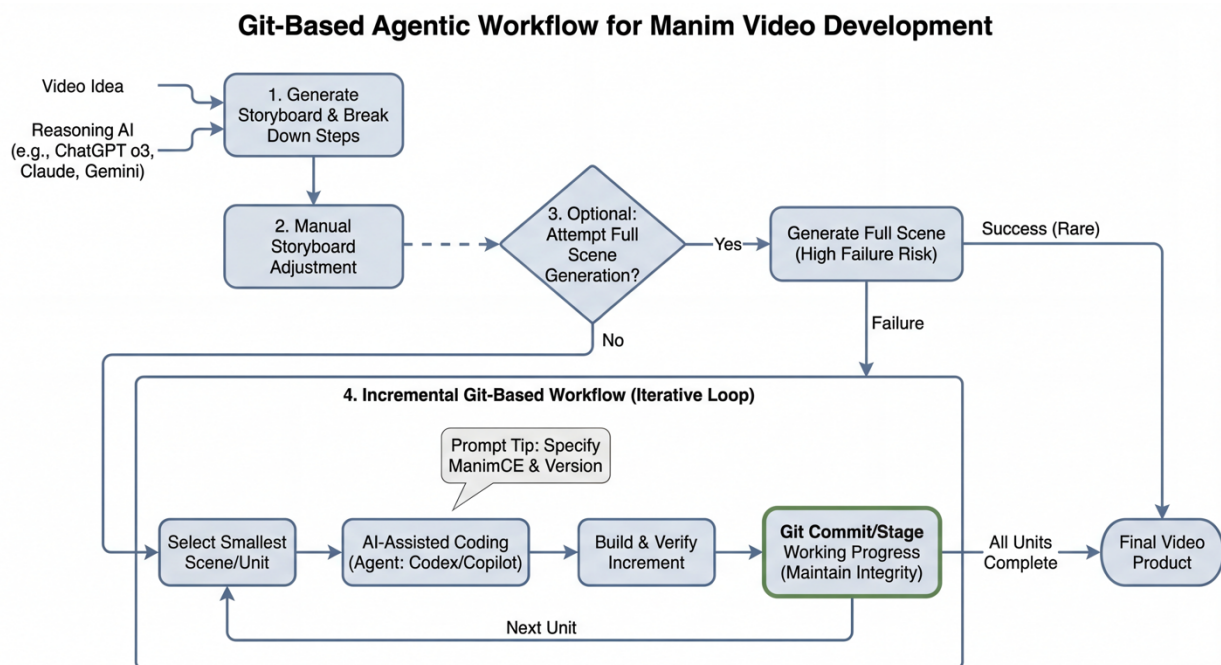 Git-Based Agentic Workflow for Manim Video Development
Video Idea
Reasoning AI
(e.g., ChatGPT o3,
Claude, Gemini)
1. Generate
Storyboard & Break
Down Steps
2. Manual
Storyboard
Adjustment
3. Optional:
Attempt Full
Scene
Generation?
Yes
Generate Full Scene
(High Failure Risk)
Success (Rare)
No
Failure
4. Incremental Git-Based Workflow (Iterative Loop)
Prompt Tip: Specify
ManimCE & Version
Select Smallest
Scene/Unit
AI-Assisted Coding
(Agent: Codex/Copilot)
Build & Verify
Increment
Git Commit/Stage
Working Progress
(Maintain Integrity)
All Units
Complete
Final Video
Product
Next Unit